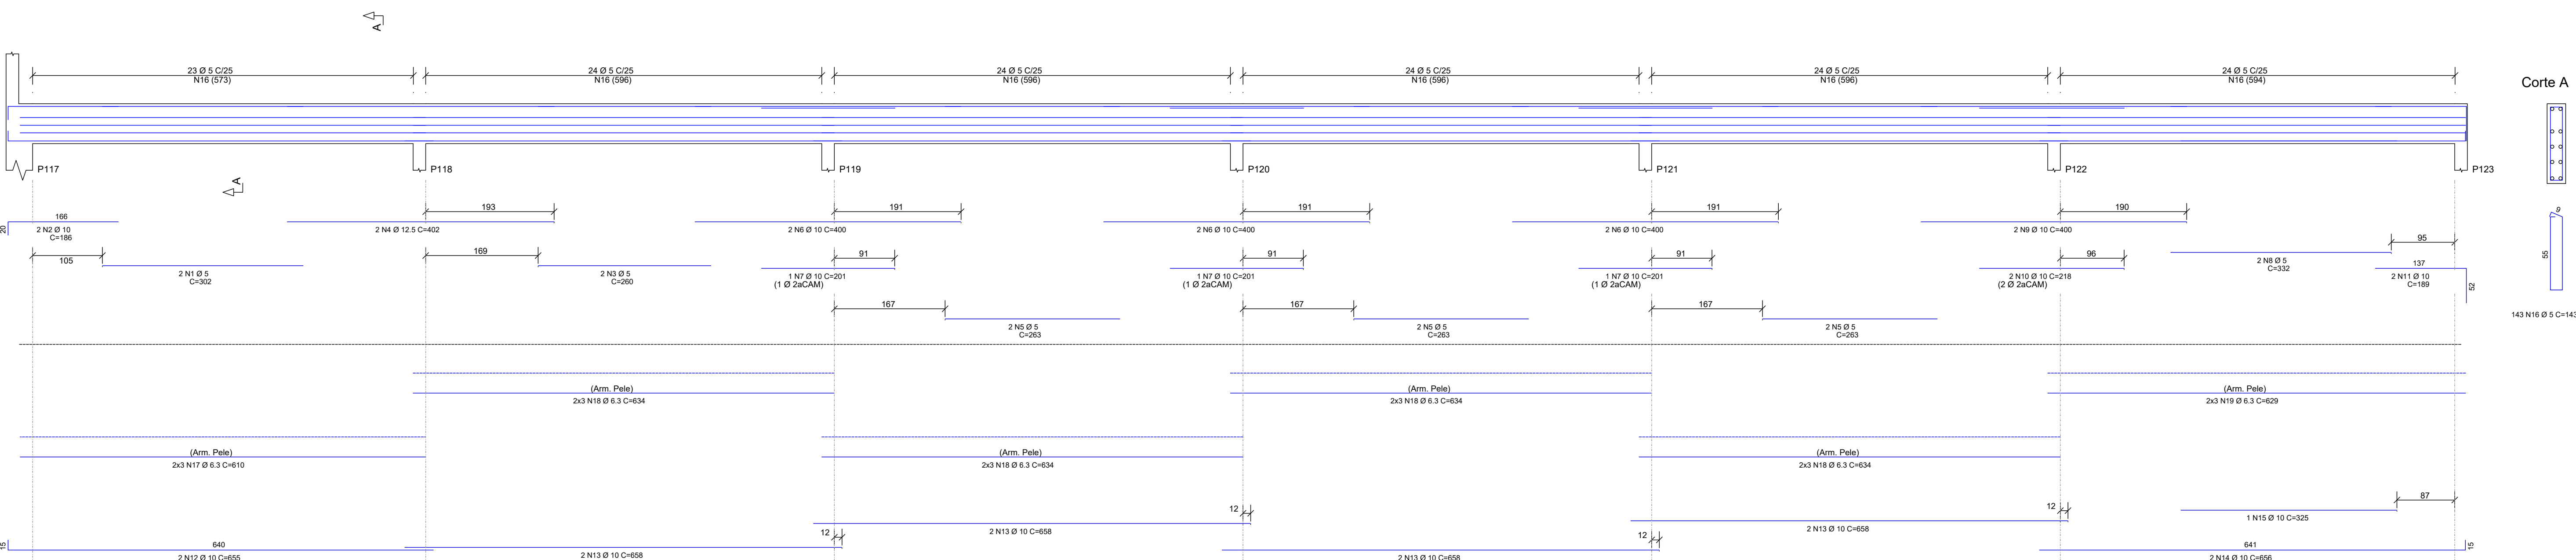 A
23 Ø 5 C/25
N16 (573)
24 Ø 5 C/25
N16 (596)
24 Ø 5 C/25
N16 (596)
24 Ø 5 C/25
N16 (596)
24 Ø 5 C/25
N16 (596)
24 Ø 5 C/25
N16 (594)
Corte A
P117
P118
P119
P120
P121
P122
P123
A
166
20
2 N2 Ø 10
C=186
193
2 N4 Ø 12.5 C=402
191
2 N6 Ø 10 C=400
191
2 N6 Ø 10 C=400
191
2 N6 Ø 10 C=400
190
2 N9 Ø 10 C=400
9
55
143 N16 Ø 5 C=143
105
2 N1 Ø 5
C=302
169
2 N3 Ø 5
C=260
91
1 N7 Ø 10 C=201
(1 Ø 2aCAM)
91
1 N7 Ø 10 C=201
(1 Ø 2aCAM)
91
1 N7 Ø 10 C=201
(1 Ø 2aCAM)
96
2 N10 Ø 10 C=218
(2 Ø 2aCAM)
95
2 N8 Ø 5
C=332
137
2 N11 Ø 10
C=189
52
167
2 N5 Ø 5
C=263
167
2 N5 Ø 5
C=263
167
2 N5 Ø 5
C=263
(Arm. Pele)
2x3 N18 Ø 6.3 C=634
(Arm. Pele)
2x3 N18 Ø 6.3 C=634
(Arm. Pele)
2x3 N19 Ø 6.3 C=629
(Arm. Pele)
2x3 N17 Ø 6.3 C=610
(Arm. Pele)
2x3 N18 Ø 6.3 C=634
(Arm. Pele)
2x3 N18 Ø 6.3 C=634
12
2 N13 Ø 10 C=658
12
2 N13 Ø 10 C=658
87
1 N15 Ø 10 C=325
15
640
2 N12 Ø 10 C=655
12
2 N13 Ø 10 C=658
12
2 N13 Ø 10 C=658
641
15
2 N14 Ø 10 C=656